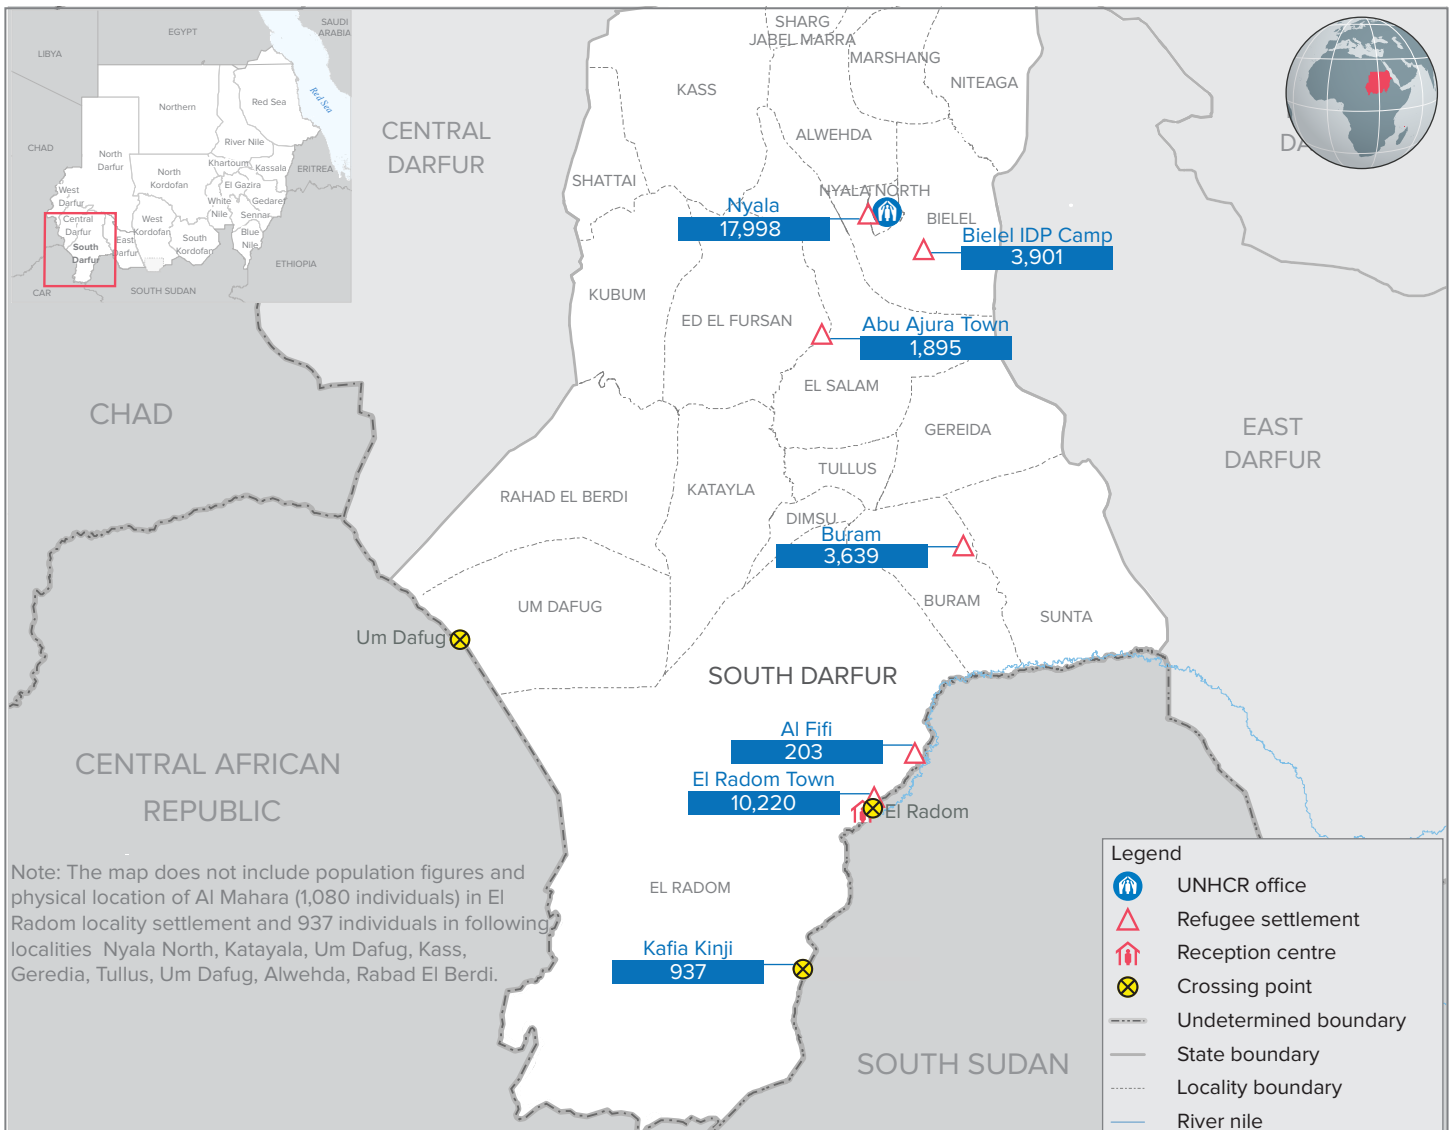 SAUDI
ARABIA
EGYPT
LIBYA
Red Sea
Northern
Red Sea
CHAD
River Nile
North
Darfur
Khartoum
Kassala
ERITREA
North
Kordofan
El Gazira
West
Darfur
White
Nile
Gedaref
Sennar
Central
Darfur
West
Kordofan
East
Darfur
South
Kordofan
Blue
Nile
South
Darfur
ETHIOPIA
CAR
SOUTH SUDAN
SHARG
JABEL MARRA
MARSHANG
NITEAGA
KASS
CENTRAL
DARFUR
ALWEHDA
DA
SHATTAI
NYALA NORTH
Nyala
17,998
BIELEL
Bielel IDP Camp
3,901
KUBUM
ED EL FURSAN
Abu Ajura Town
1,895
EL SALAM
CHAD
GEREIDA
EAST
DARFUR
TULLUS
KATAYLA
RAHAD EL BERDI
DIMSU
Buram
3,639
UM DAFUG
BURAM
SUNTA
Um Dafug
SOUTH DARFUR
Al Fifi
203
CENTRAL AFRICAN
REPUBLIC
El Radom Town
10,220
El Radom
Note: The map does not include population figures and
physical location of Al Mahara (1,080 individuals) in El
Radom locality settlement and 937 individuals in following
localities  Nyala North, Katayala, Um Dafug, Kass,
Geredia, Tullus, Um Dafug, Alwehda, Rabad El Berdi.
EL RADOM
Kafia Kinji
937
SOUTH SUDAN
Legend
UNHCR office
Refugee settlement
Reception centre
Crossing point
Undetermined boundary
State boundary
Locality boundary
River nile